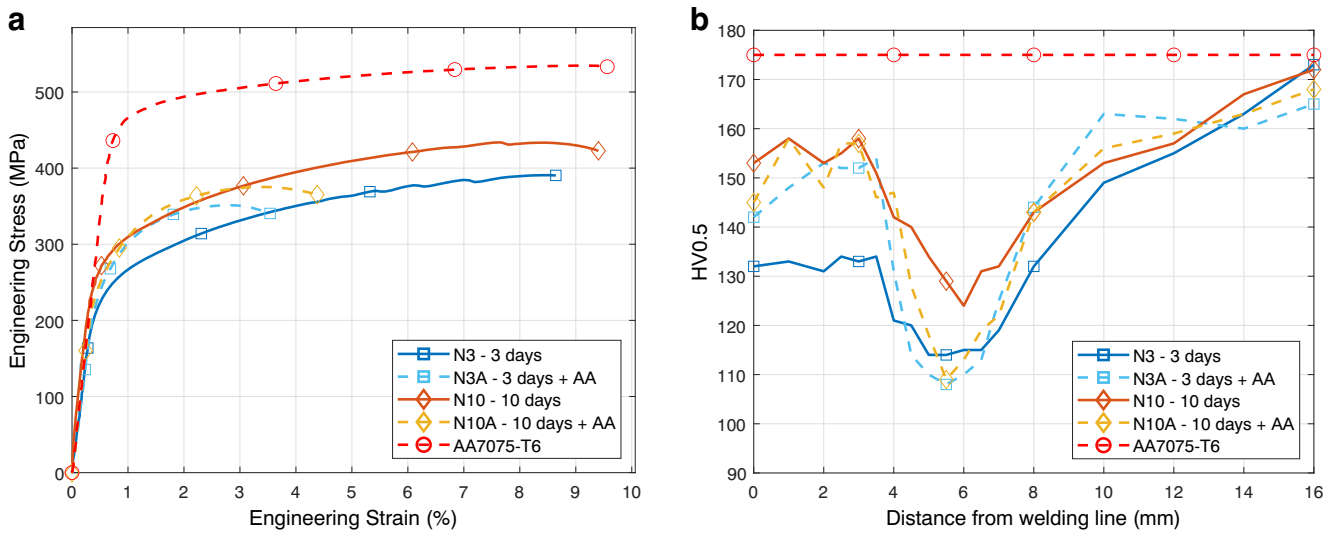 a
Engineering Stress (MPa)
500
400
300
200
100
0
0 1 2 3 4 5 6 7 8 9 10
Engineering Strain (%)
N3 - 3 days
N3A - 3 days + AA
N10 - 10 days
N10A - 10 days + AA
AA7075-T6
b
HV0.5
180
170
160
150
140
130
120
110
100
90
0 2 4 6 8 10 12 14 16
Distance from welding line (mm)
N3 - 3 days
N3A - 3 days + AA
N10 - 10 days
N10A - 10 days + AA
AA7075-T6